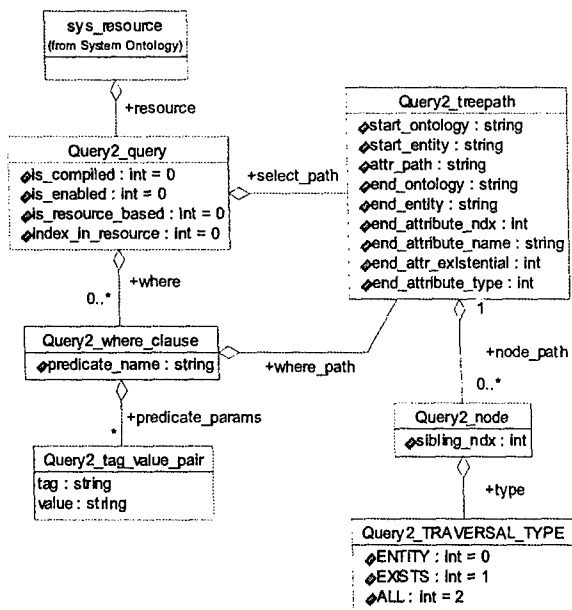 sys_resource
(from System Ontology)
+resource
Query2_query
is_compiled : int = 0
is_enabled : int = 0
is_resource_based : int = 0
index_in_resource : int = 0
+select_path
Query2_treepath
start_ontology : string
start_entity : string
attr_path : string
end_ontology : string
end_entity : string
end_attribute_ndx : int
end_attribute_name : string
end_attr_existential : int
end_attribute_type : int
+where
0..*
Query2_where_clause
predicate_name : string
+where_path
1
+node_path
0..*
+predicate_params
*
Query2_tag_value_pair
tag : string
value : string
Query2_node
sibling_ndx : int
+type
Query2_TRAVERSAL_TYPE
ENTITY : int = 0
EXISTS : int = 1
ALL : int = 2